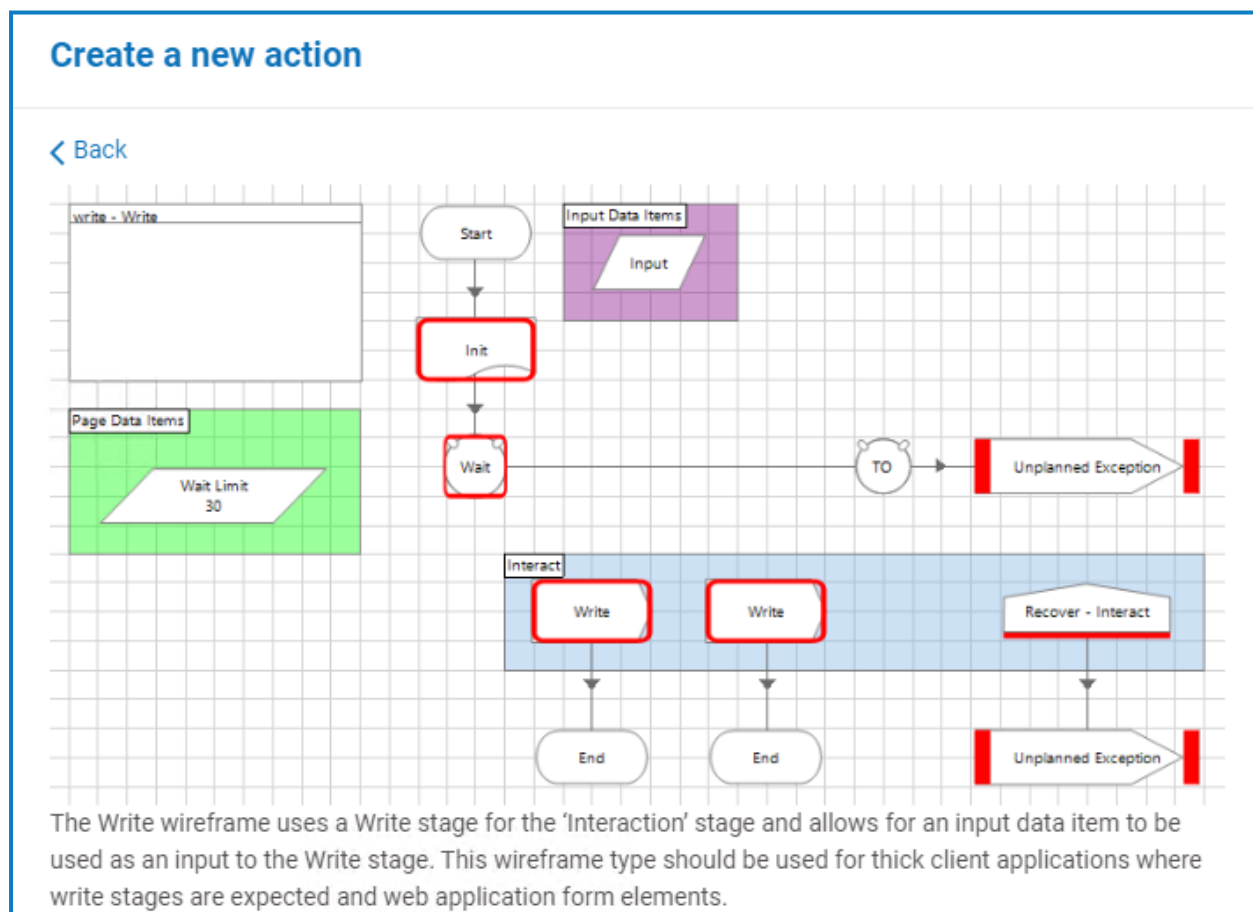 Create a new action
Back
write - Write
Start
Input Data Items
Input
Init
Page Data Items
Wait Limit
30
Wait
TO
Unplanned Exception
Interact
Write
Write
Recover - Interact
End
End
Unplanned Exception
The Write wireframe uses a Write stage for the ‘Interaction’ stage and allows for an input data item to be
used as an input to the Write stage. This wireframe type should be used for thick client applications where
write stages are expected and web application form elements.